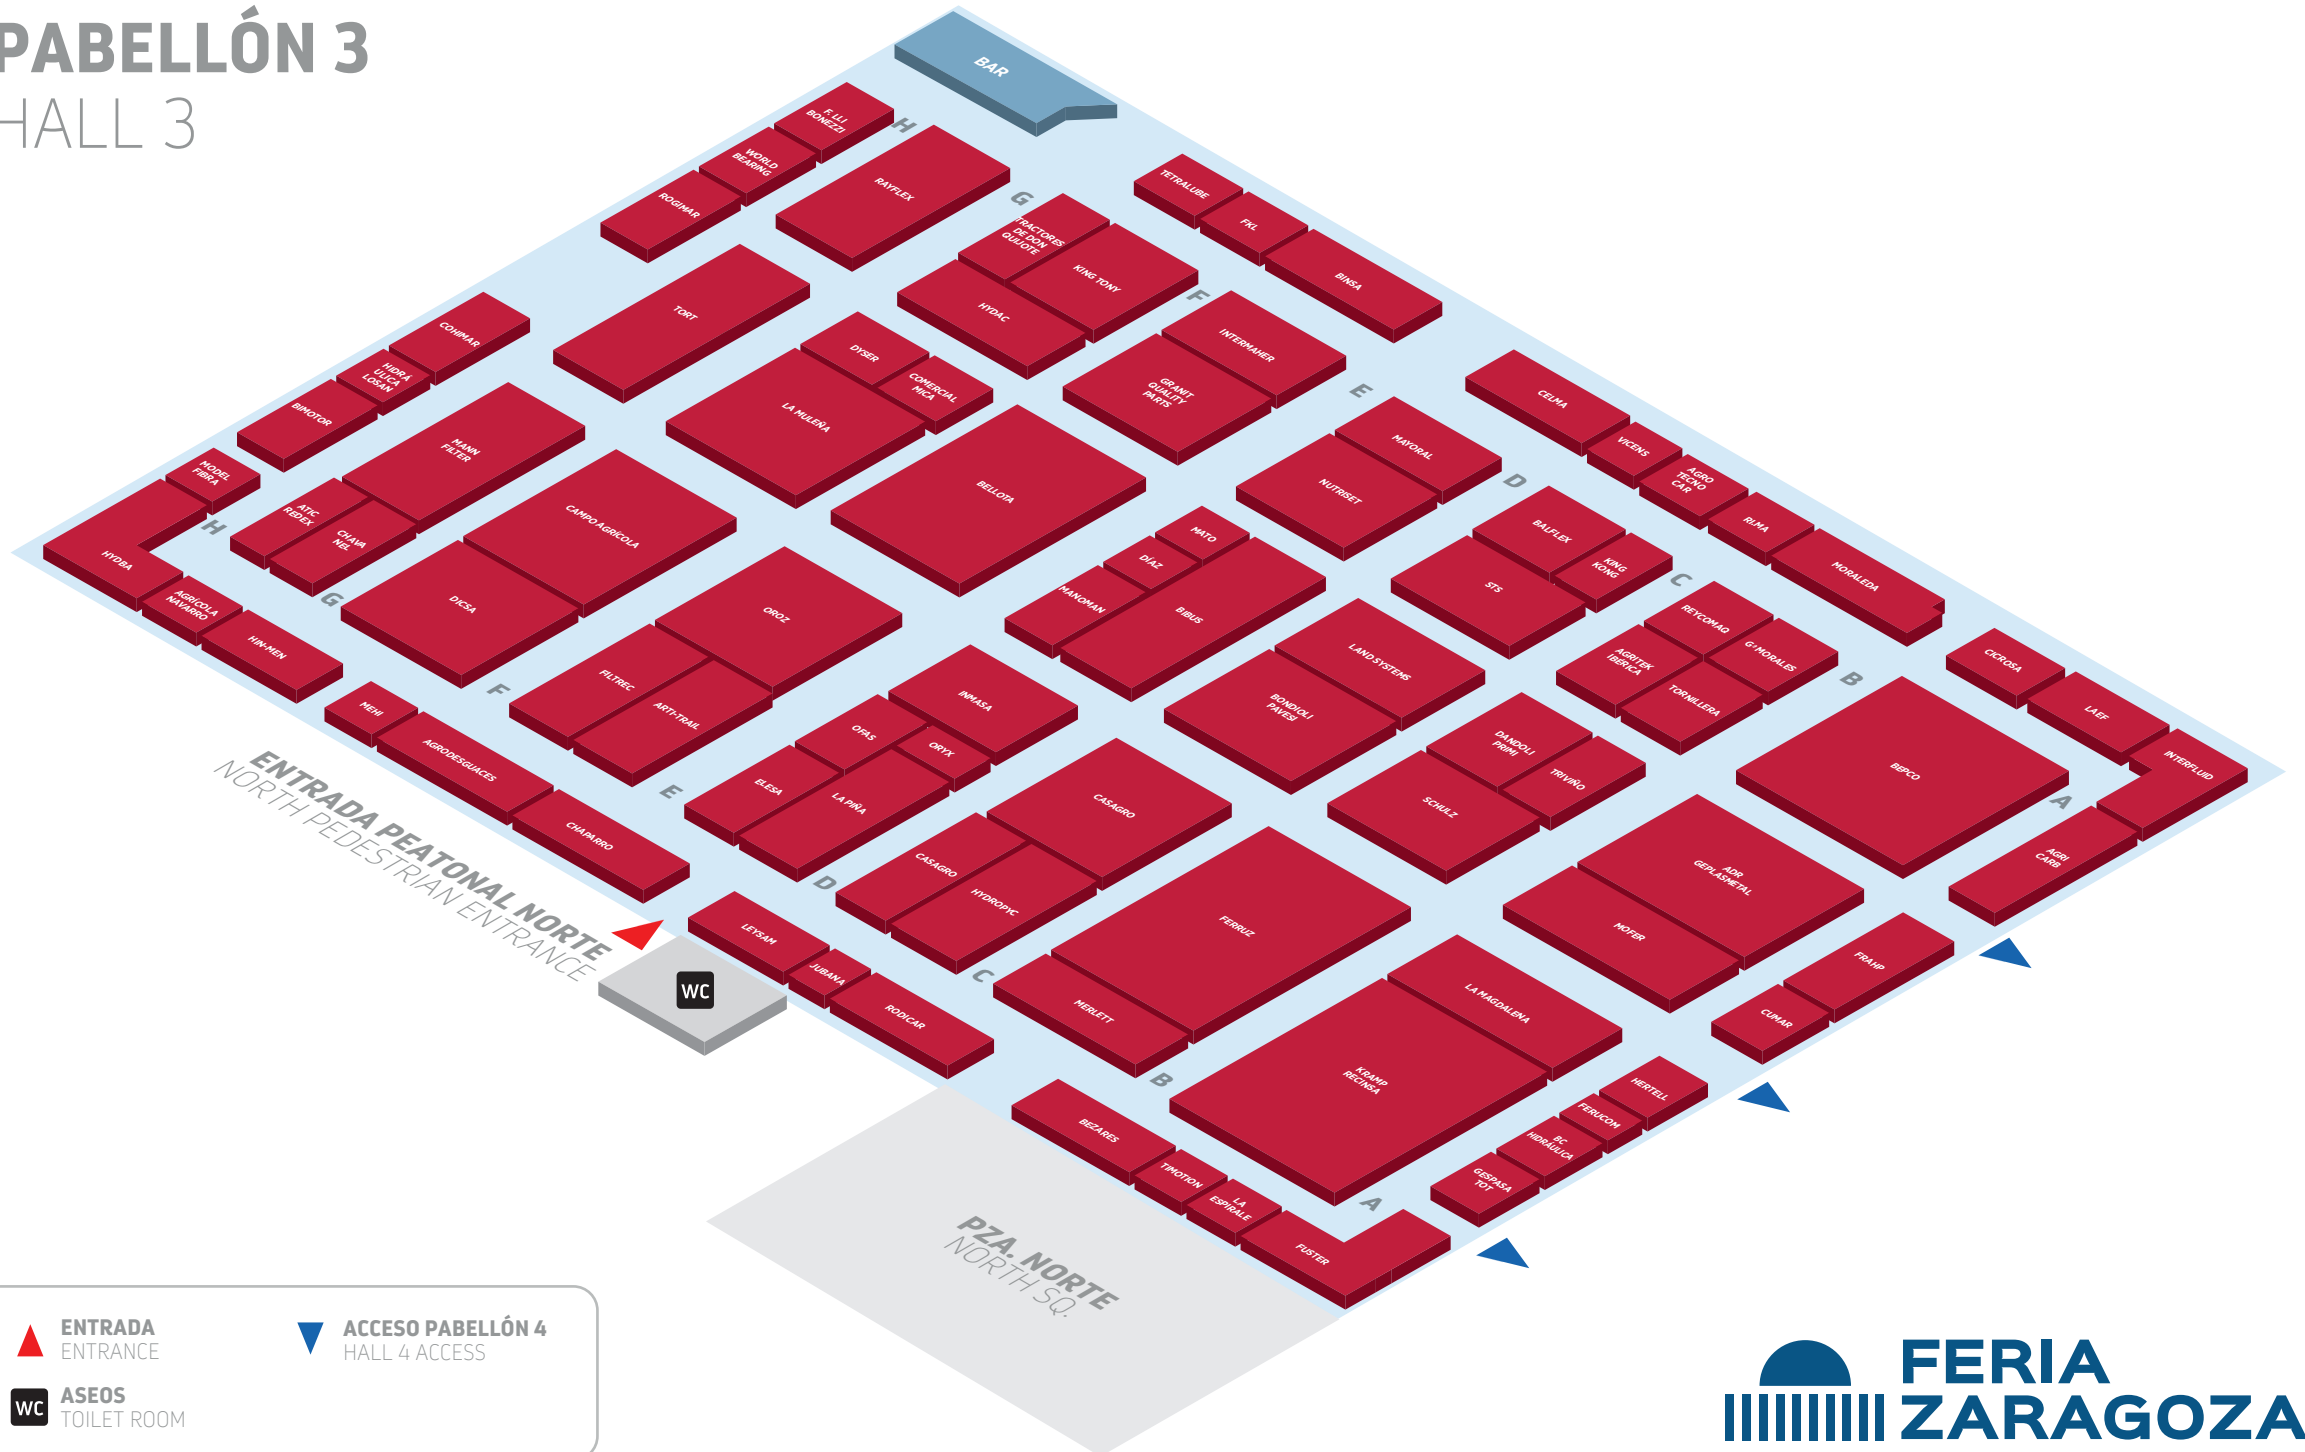 PABELLÓN 3
HALL 3
BAR
F. LLI
BONEZZI
WORLD
BEARING
ROGIMAR
H
RAYFLEX
G
TRACTORES
DE DON
QUIJOTE
KING TONY
HYDAC
F
TETRALUBE
FKL
BINSA
TORT
COHIMAR
HIDRÁ
ULICA
LOSAN
BIMOTOR
MODEL
FIBRA
HYDBA
DYSER
COMERCIAL
MICA
LA MULEÑA
INTERMAHER
GRANIT
QUALITY
PARTS
E
CELMA
VICENS
AGRO
TECNO
CAR
RLMA
MORALEDA
MANN
FILTER
ATIC
REDEX
CHAVA
NEL
H
CAMPO AGRÍCOLA
DICSA
G
BELLOTA
MAYORAL
NUTRISET
D
BALFLEX
KING
KONG
STS
C
MATO
DÍAZ
MANOMAN
BIBUS
AGRÍCOLA
NAVARRO
HIN-MEN
MEHI
AGRODESGUACES
CHAPARRO
OROZ
FILTREC
ARTI-TRAIL
F
LAND SYSTEMS
BONDIOLI
PAVESI
REYCOMAQ
Gª MORALES
AGRITEK
IBERICA
TORNILLERA
B
CICROSA
LAEF
INTERFLUID
AGRI
CARB
BEPCO
A
INMASA
OFAS
ORYX
ELESA
LA PIÑA
E
DANDOLI
PRIMI
TRIVIÑO
SCHULZ
CASAGRO
CASAGRO
HYDROPYC
D
ADR
GEPLASMETAL
MOFER
FERRUZ
MERLETT
C
LA MAGDALENA
KRAMP
RECINSA
B
A
FRAHP
CUMAR
HERTELL
FERUCOM
BC
HIDRÁULICA
GESPASA
TOT
LEYSAM
JUBANA
RODICAR
BEZARES
TIMOTION
LA
ESPIRALE
FUSTER
ENTRADA PEATONAL NORTE
NORTH PEDESTRIAN ENTRANCE
WC
PZA. NORTE
NORTH SQ.
ENTRADA
ENTRANCE
ACCESO PABELLÓN 4
HALL 4 ACCESS
WC
ASEOS
TOILET ROOM
FERIA
ZARAGOZA